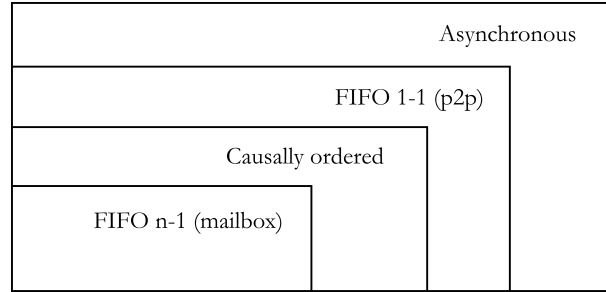 Asynchronous
FIFO 1-1 (p2p)
Causally ordered
FIFO n-1 (mailbox)